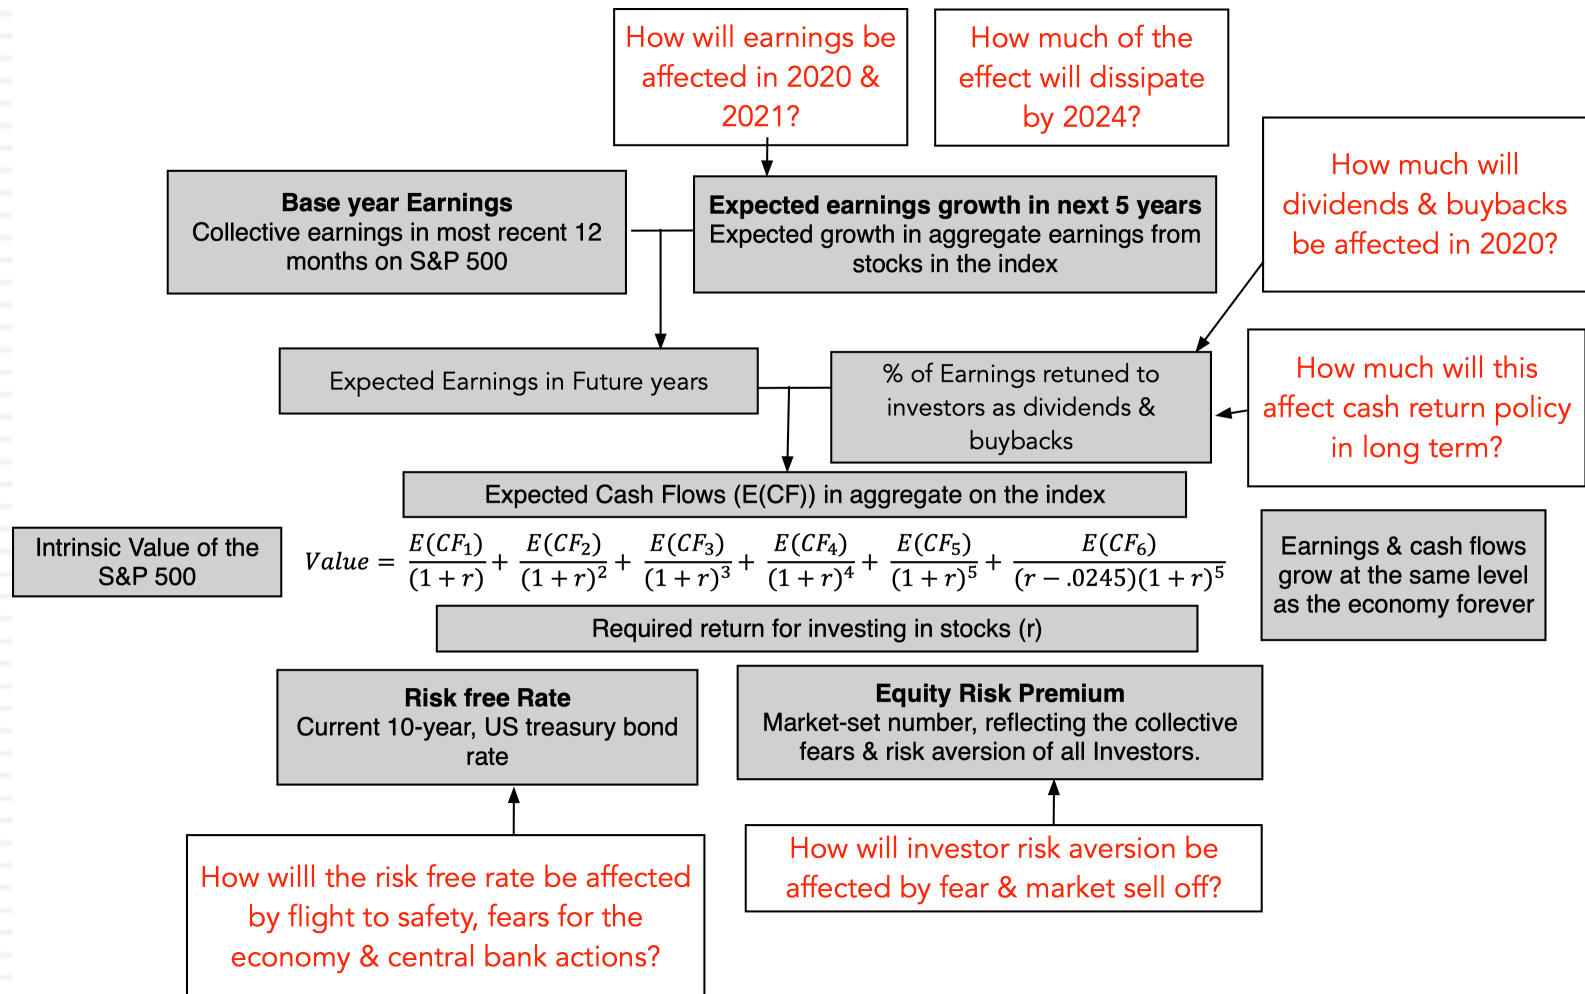 How will earnings be
affected in 2020 &
2021?
How much of the
effect will dissipate
by 2024?
How much will
dividends & buybacks
be affected in 2020?
Base year Earnings
Collective earnings in most recent 12
months on S&P 500
Expected earnings growth in next 5 years
Expected growth in aggregate earnings from
stocks in the index
Expected Earnings in Future years
% of Earnings retuned to
investors as dividends &
buybacks
How much will this
affect cash return policy
in long term?
Expected Cash Flows (E(CF)) in aggregate on the index
Intrinsic Value of the
S&P 500
Value = E(CF₁)/(1 + r) + E(CF₂)/(1 + r)² + E(CF₃)/(1 + r)³ + E(CF₄)/(1 + r)⁴ + E(CF₅)/(1 + r)⁵ + E(CF₆)/(r − .0245)(1 + r)⁵
Earnings & cash flows
grow at the same level
as the economy forever
Required return for investing in stocks (r)
Risk free Rate
Current 10-year, US treasury bond
rate
Equity Risk Premium
Market-set number, reflecting the collective
fears & risk aversion of all Investors.
How willl the risk free rate be affected
by flight to safety, fears for the
economy & central bank actions?
How will investor risk aversion be
affected by fear & market sell off?